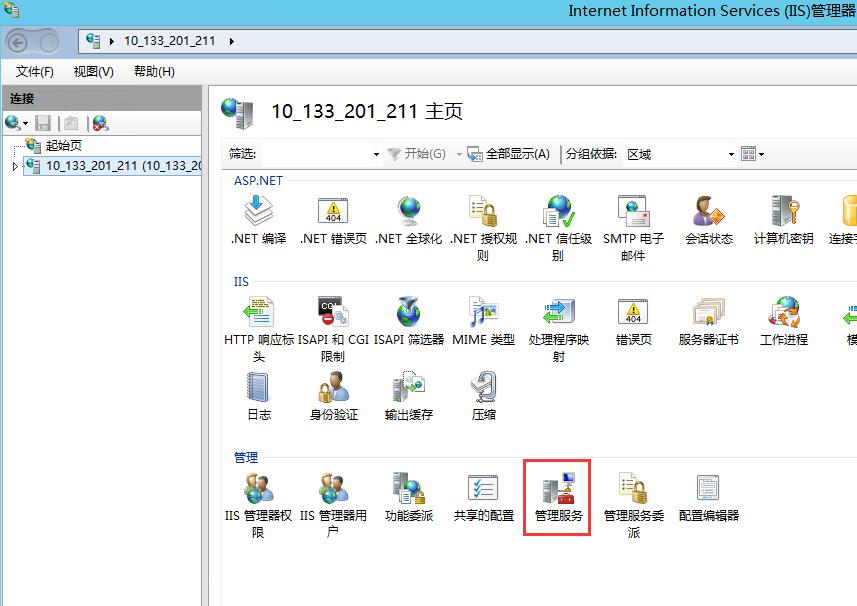 Internet Information Services (IIS)管理器
10_133_201_211
文件(F) 视图(V) 帮助(H)
连接
起始页
10_133_201_211 (10_133_20
10_133_201_211 主页
筛选: 开始(G) 全部显示(A) 分组依据: 区域
ASP.NET
.NET 编译 .NET 错误页 .NET 全球化 .NET 授权规 .NET 信任级 SMTP 电子 会话状态 计算机密钥 连接字
则 别 邮件
IIS
HTTP 响应标 ISAPI 和 CGI ISAPI 筛选器 MIME 类型 处理程序映 错误页 服务器证书 工作进程 模
头 限制 射
日志 身份验证 输出缓存 压缩
管理
IIS 管理器权 IIS 管理器用 功能委派 共享的配置 管理服务 管理服务委 配置编辑器
限 户 派